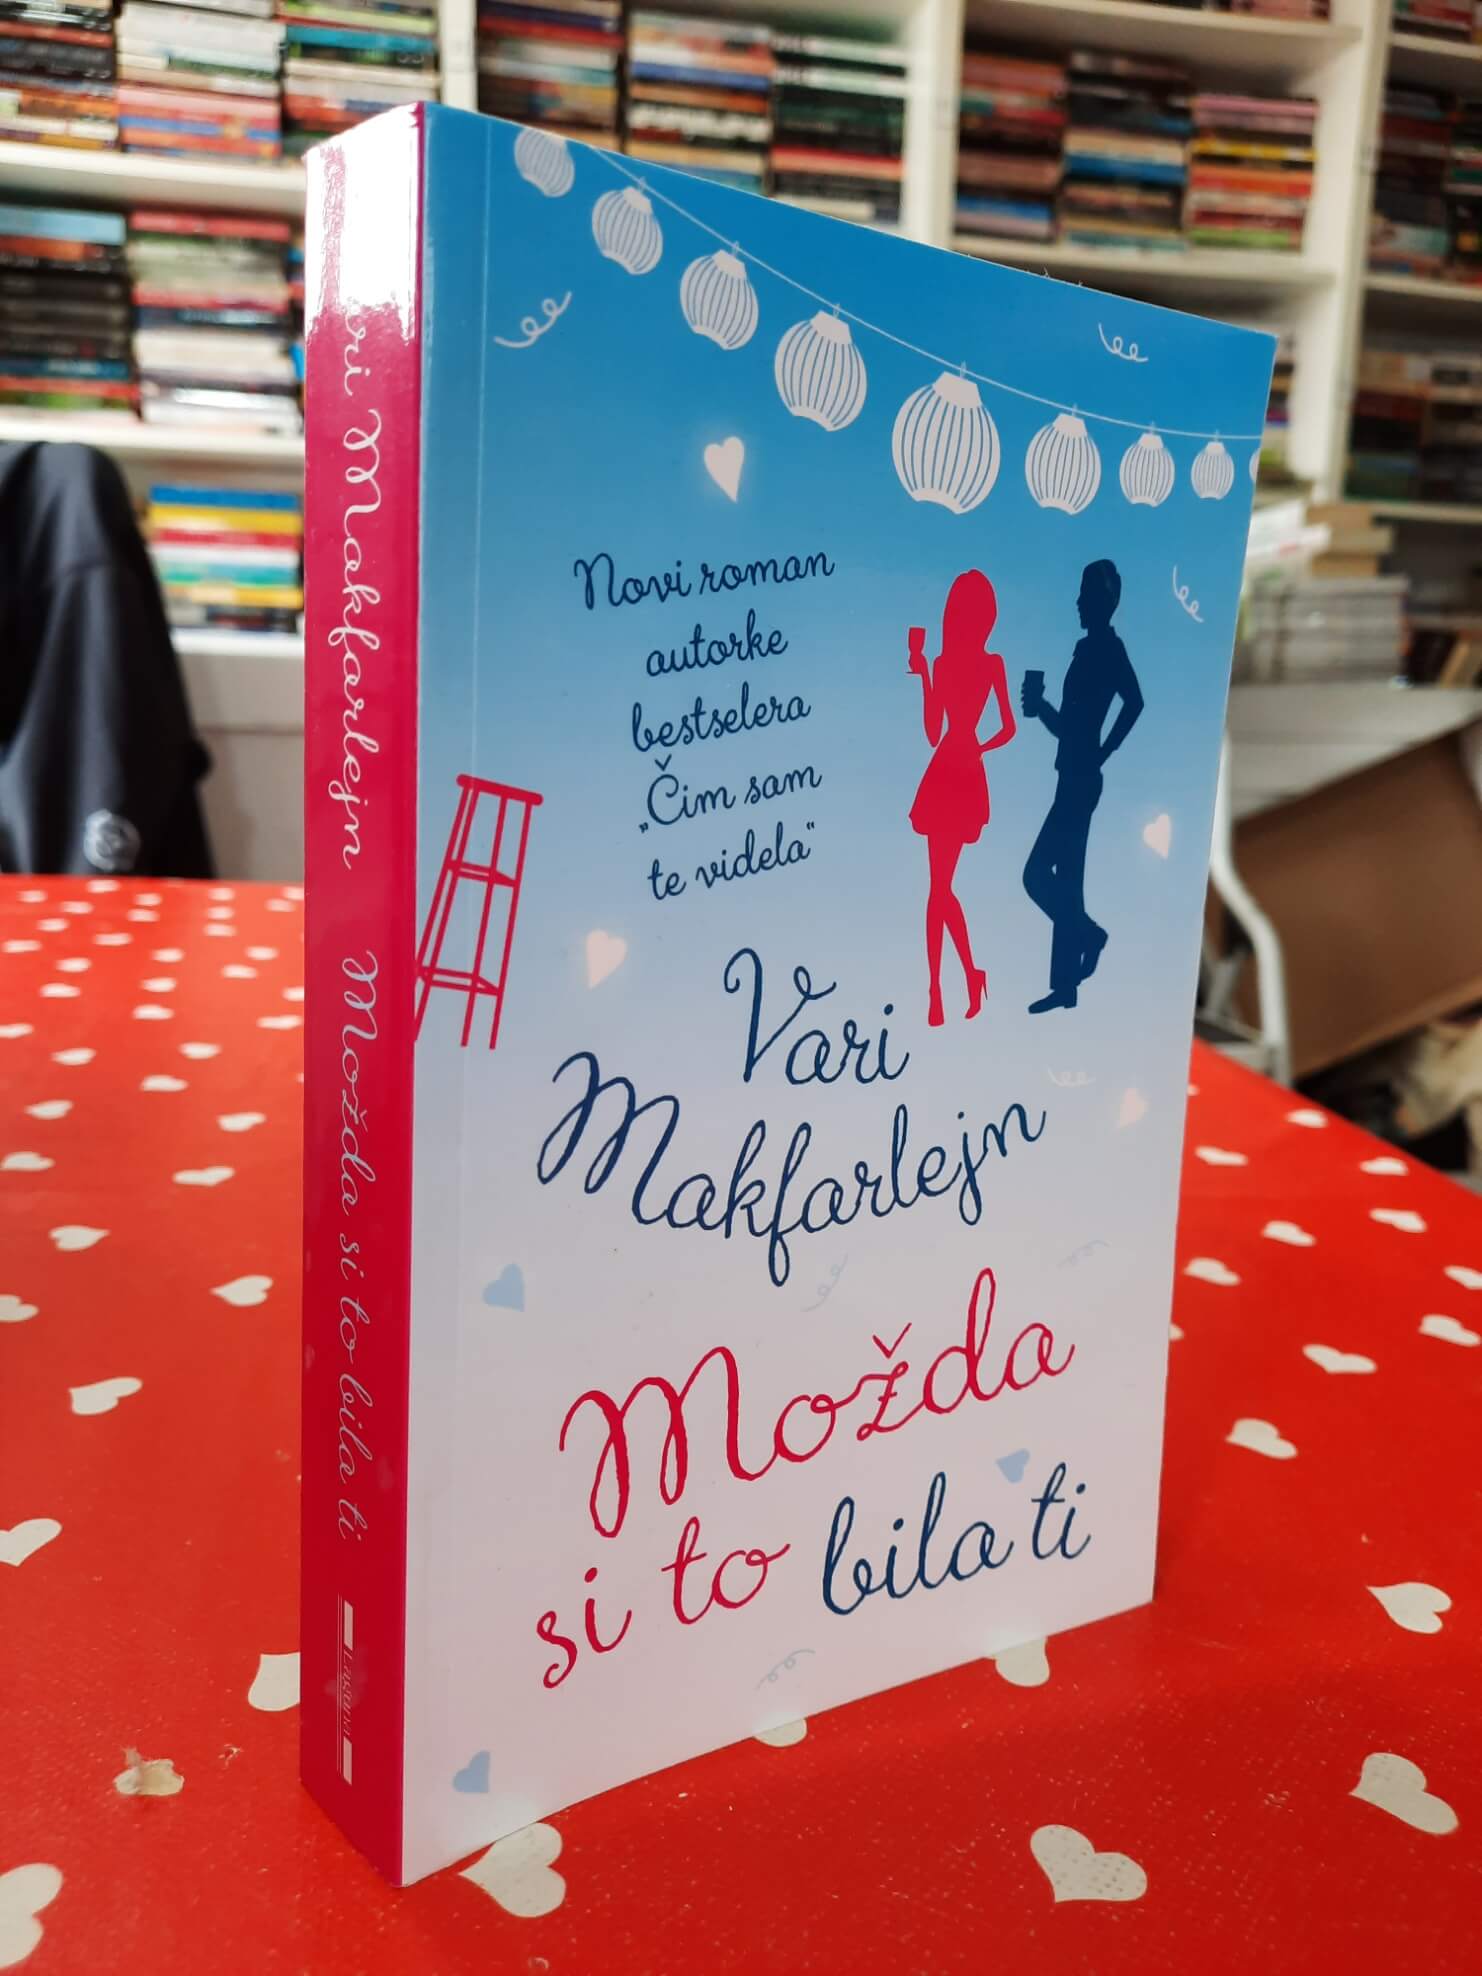 Novi roman
autorke
bestselera
„Čim sam
te videla“
Vari
Makfarlejn
Možda
si to bila ti
Makfarlejn Možda si to bila ti
Laguna